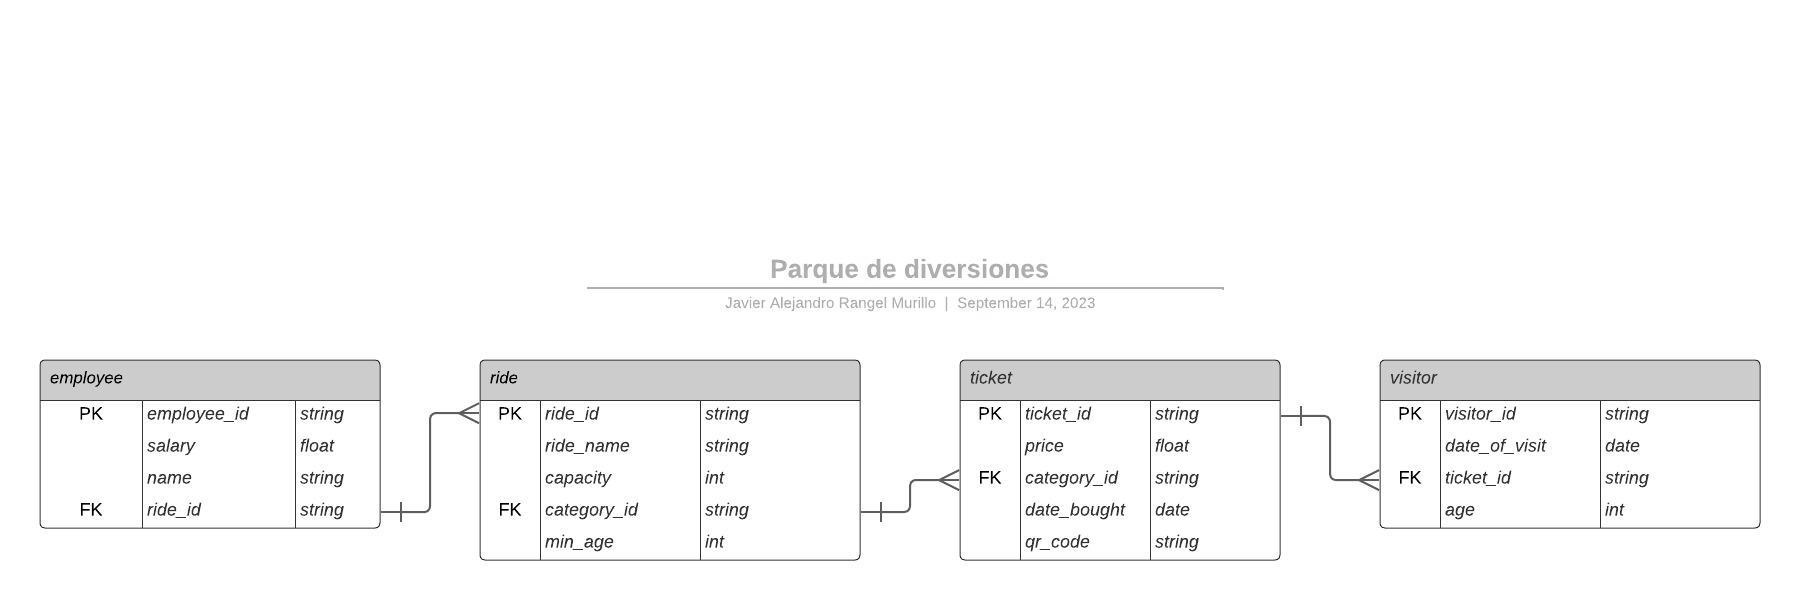 Parque de diversiones
Javier Alejandro Rangel Murillo | September 14, 2023
employee
PK employee_id string
salary float
name string
FK ride_id string
ride
PK ride_id string
ride_name string
capacity int
FK category_id string
min_age int
ticket
PK ticket_id string
price float
FK category_id string
date_bought date
qr_code string
visitor
PK visitor_id string
date_of_visit date
FK ticket_id string
age int